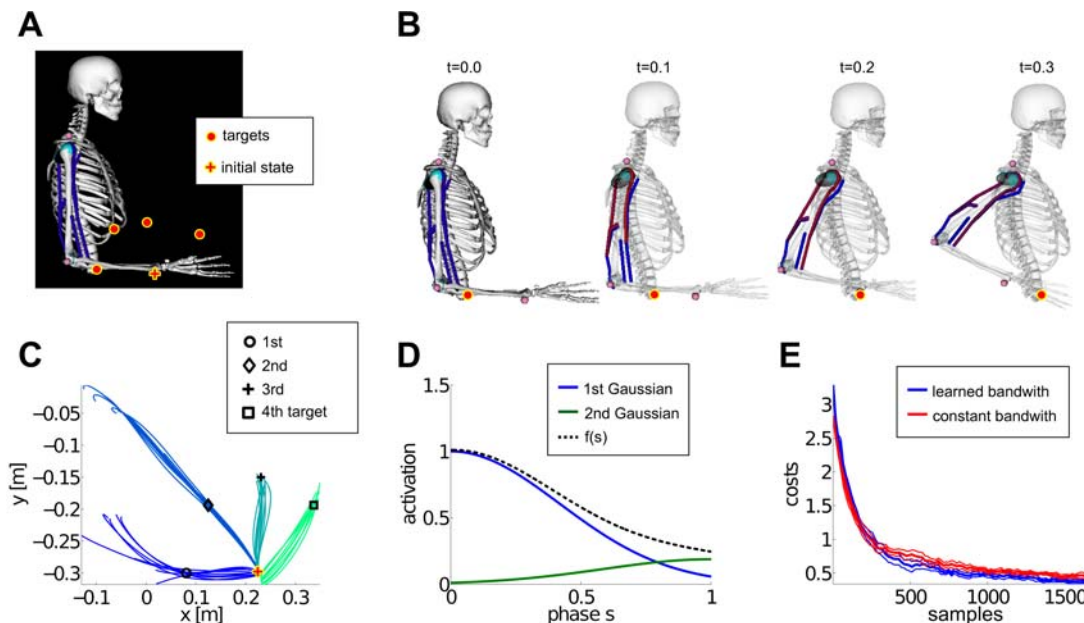 A
targets
initial state
B
t=0.0
t=0.1
t=0.2
t=0.3
C
1st
2nd
3rd
4th target
y [m]
−0.05
−0.1
−0.15
−0.2
−0.25
−0.3
−0.1
0
0.1
0.2
0.3
x [m]
D
1st Gaussian
2nd Gaussian
f(s)
activation
1.5
1
0.5
0
0
0.5
1
phase s
E
learned bandwith
constant bandwith
costs
3
2.5
2
1.5
1
0.5
500
1000
1500
samples